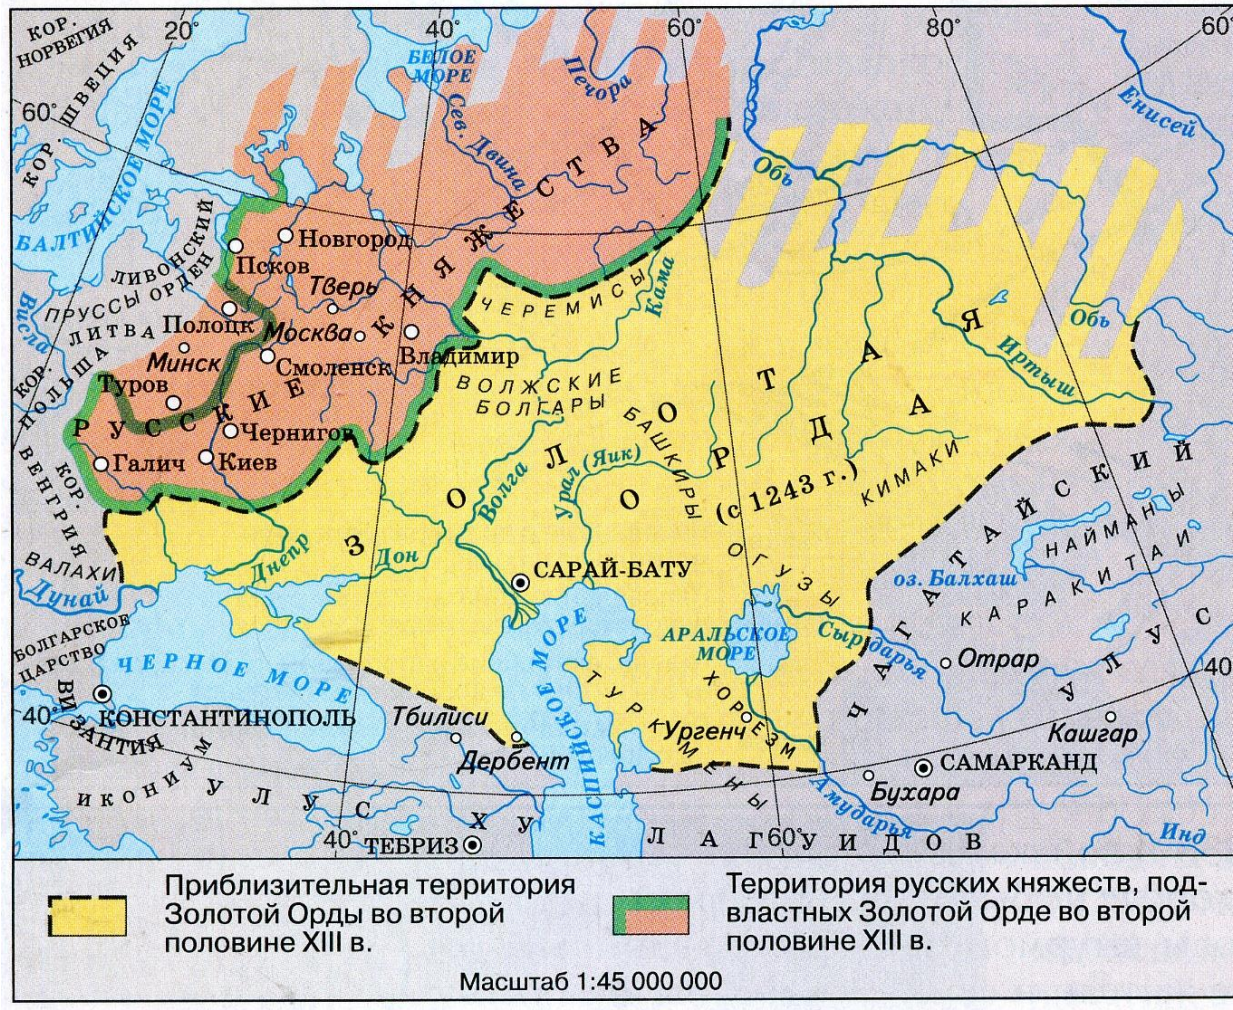 КОР.
НОРВЕГИЯ
КОР. ШВЕЦИЯ
20°
40°
60°
80°
60°
60°
БЕЛОЕ
МОРЕ
Печора
Сев. Двина
Енисей
Обь
БАЛТИЙСКОЕ МОРЕ
РУССКИЕ КНЯЖЕСТВА
Новгород
Псков
ЛИВОНСКИЙ
ОРДЕН
ПРУССЫ
ЛИТВА
Висла
Тверь
Полоцк
Москва
Минск
Смоленск
Владимир
КОР.
ПОЛЬША
Туров
Чернигов
Галич
Киев
КОР.
ВЕНГРИЯ
ВАЛАХИ
Дунай
БОЛГАРСКОЕ
ЦАРСТВО
ЧЕРЕМИСЫ
Кама
ВОЛЖСКИЕ
БОЛГАРЫ
БАШКИРЫ
ЗОЛОТАЯ
ОРДА
(с 1243 г.)
Обь
Иртыш
КИМАКИ
Волга
Урал (Яик)
Днепр
Дон
САРАЙ-БАТУ
ОГУЗЫ
ЧАГАТАЙСКИЙ
УЛУС
НАЙМАНЫ
КАРАКИТАИ
оз. Балхаш
АРАЛЬСКОЕ
МОРЕ
Сырдарья
Отрар
40°
ЧЕРНОЕ МОРЕ
КАСПИЙСКОЕ МОРЕ
ТУРКМЕНЫ
ХОРЕЗМ
Ургенч
Кашгар
САМАРКАНД
Бухара
Амударья
Инд
КОНСТАНТИНОПОЛЬ
ВИЗАНТИЯ
40°
ИКОНИУМ
Тбилиси
Дербент
УЛУС ХУЛАГУИДОВ
40°
ТЕБРИЗ
60°
Приблизительная территория
Золотой Орды во второй
половине XIII в.
Территория русских княжеств, под-
властных Золотой Орде во второй
половине XIII в.
Масштаб 1:45 000 000